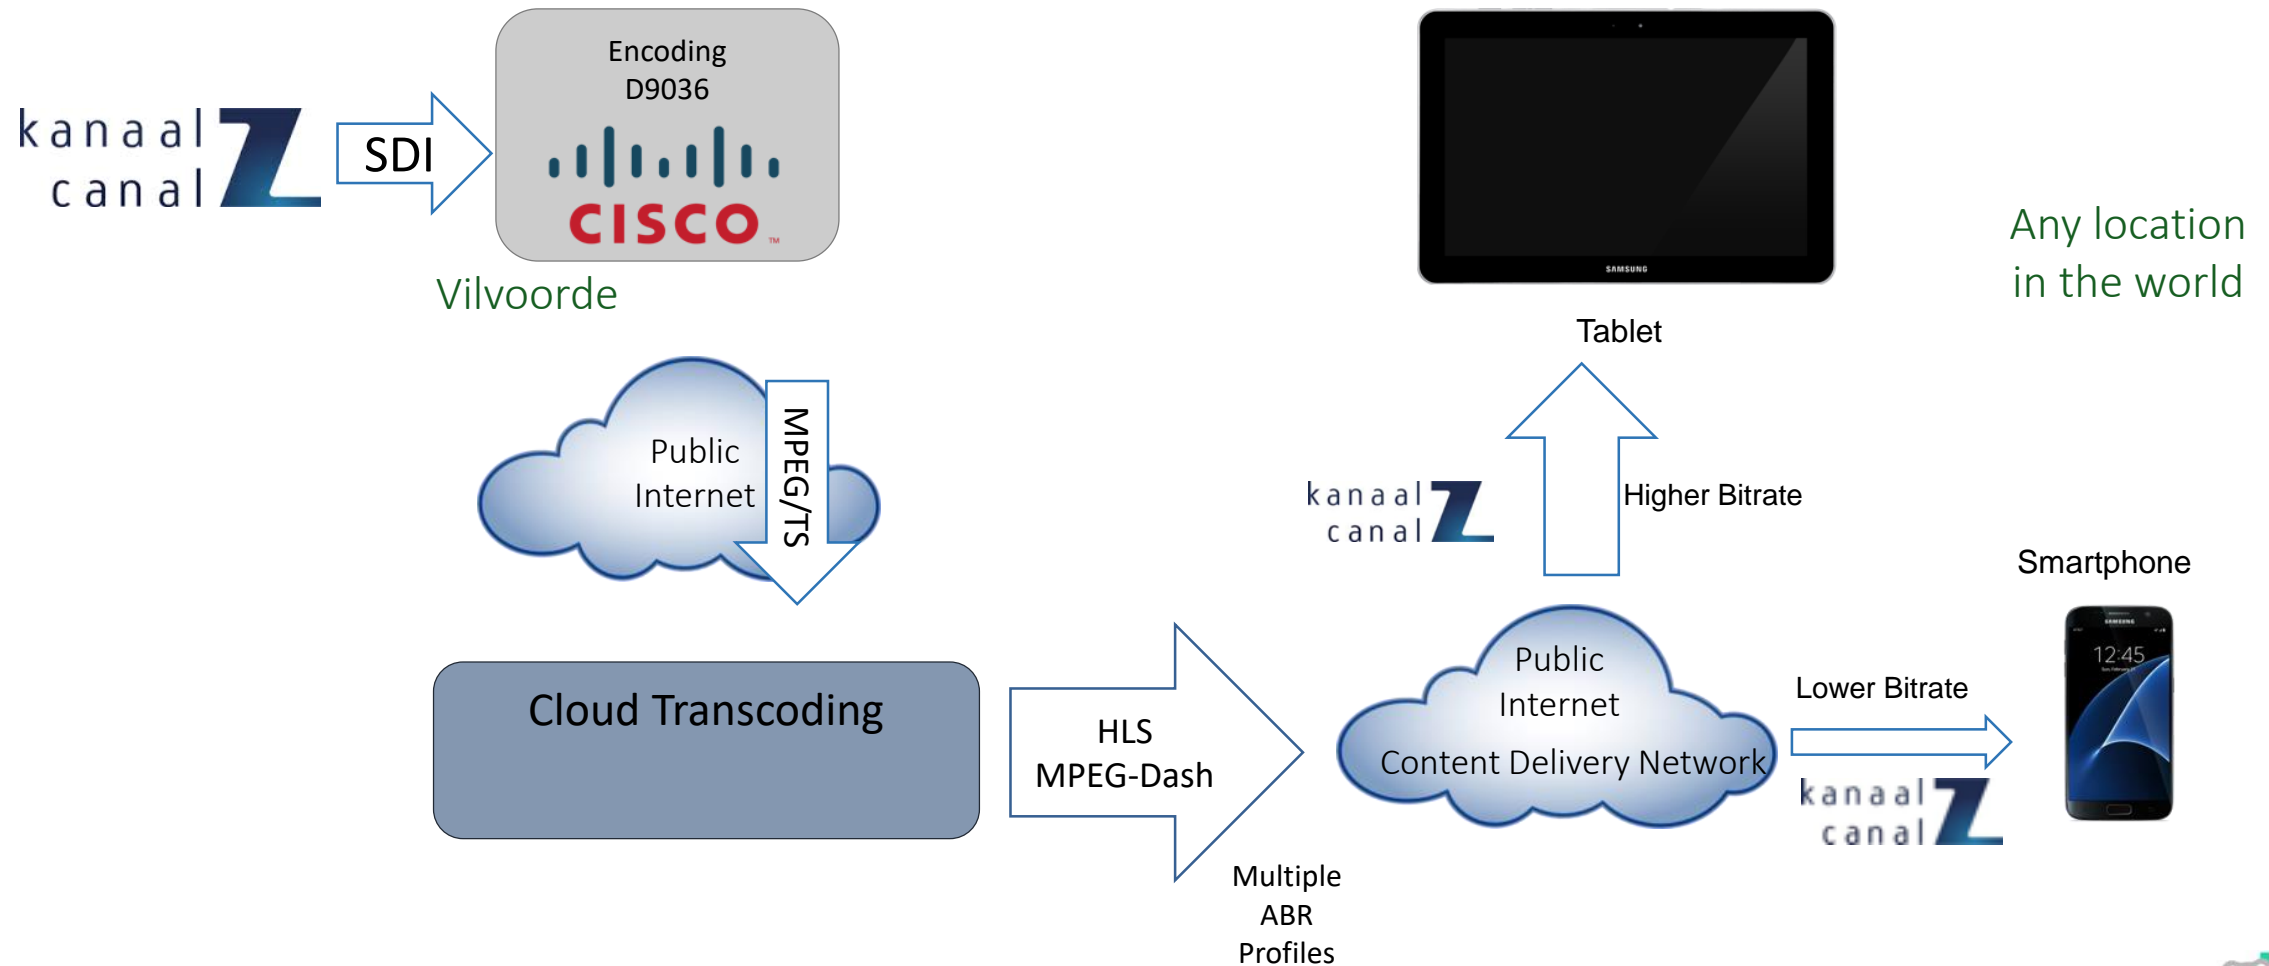 kanaal
canal Z
SDI
Encoding
D9036
CISCO
TM
Vilvoorde
Public
Internet
MPEG/TS
Cloud Transcoding
HLS
MPEG-Dash
Multiple
ABR
Profiles
SAMSUNG
Tablet
Any location
in the world
Higher Bitrate
kanaal
canal Z
Public
Internet
Content Delivery Network
Lower Bitrate
kanaal
canal Z
Smartphone
SAMSUNG
12:45